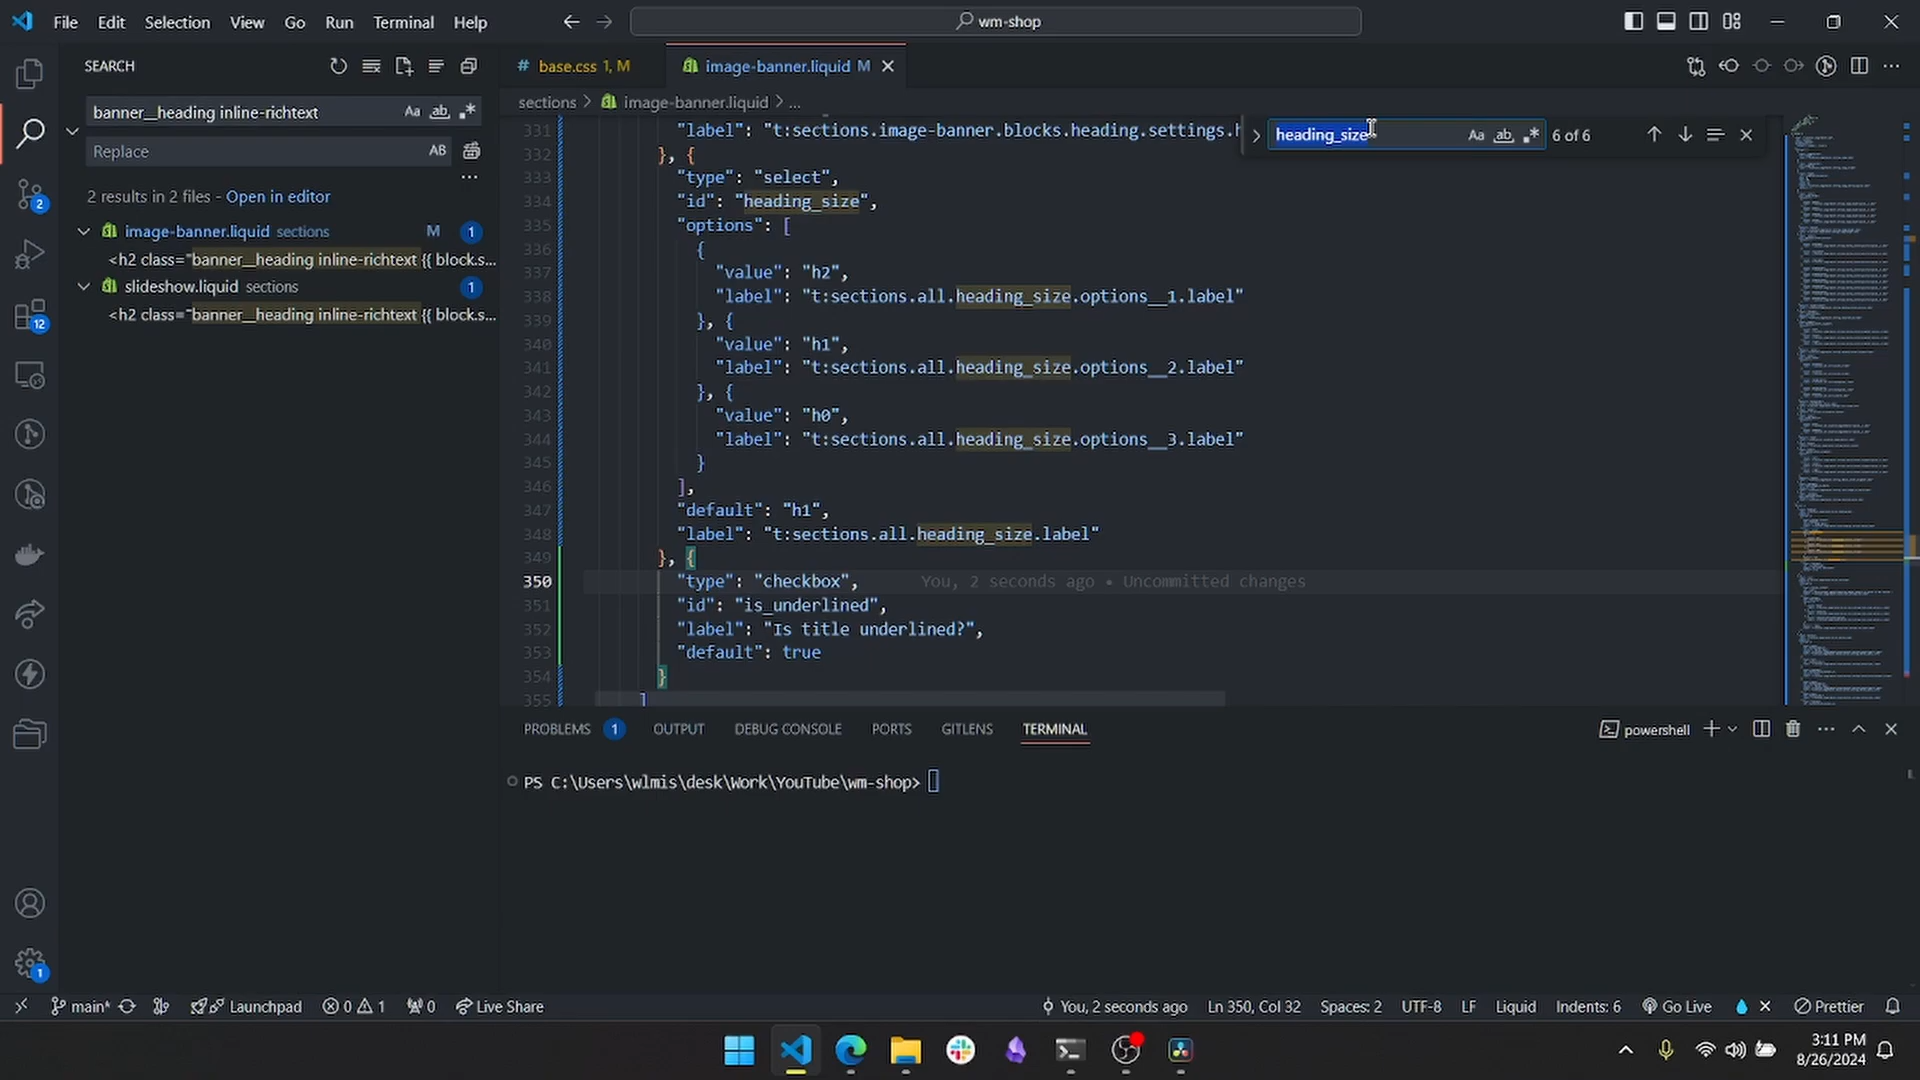 File Edit Selection View Go Run Terminal Help
wm-shop
SEARCH
banner__heading inline-richtext
Aa ab
Replace
AB
2 results in 2 files - Open in editor
image-banner.liquid sections M 1
<h2 class="banner__heading inline-richtext {{ block.s...
slideshow.liquid sections 1
<h2 class="banner__heading inline-richtext {{ block.s...
2
12
1
# base.css 1, M
image-banner.liquid M
sections > image-banner.liquid > ...
heading_size
Aa ab
6 of 6
331 "label": "t:sections.image-banner.blocks.heading.settings.h
332 }, {
333 "type": "select",
334 "id": "heading_size",
335 "options": [
336 {
337 "value": "h2",
338 "label": "t:sections.all.heading_size.options__1.label"
339 }, {
340 "value": "h1",
341 "label": "t:sections.all.heading_size.options__2.label"
342 }, {
343 "value": "h0",
344 "label": "t:sections.all.heading_size.options__3.label"
345 }
346 ],
347 "default": "h1",
348 "label": "t:sections.all.heading_size.label"
349 }, {
350 "type": "checkbox", You, 2 seconds ago • Uncommitted changes
351 "id": "is_underlined",
352 "label": "Is title underlined?",
353 "default": true
354 }
355 ]
PROBLEMS 1 OUTPUT DEBUG CONSOLE PORTS GITLENS TERMINAL
powershell
PS C:\Users\wlmis\desk\Work\YouTube\wm-shop>
main* Launchpad 0 1 0 Live Share
You, 2 seconds ago Ln 350, Col 32 Spaces: 2 UTF-8 LF Liquid Indents: 6 Go Live Prettier
3:11 PM
8/26/2024